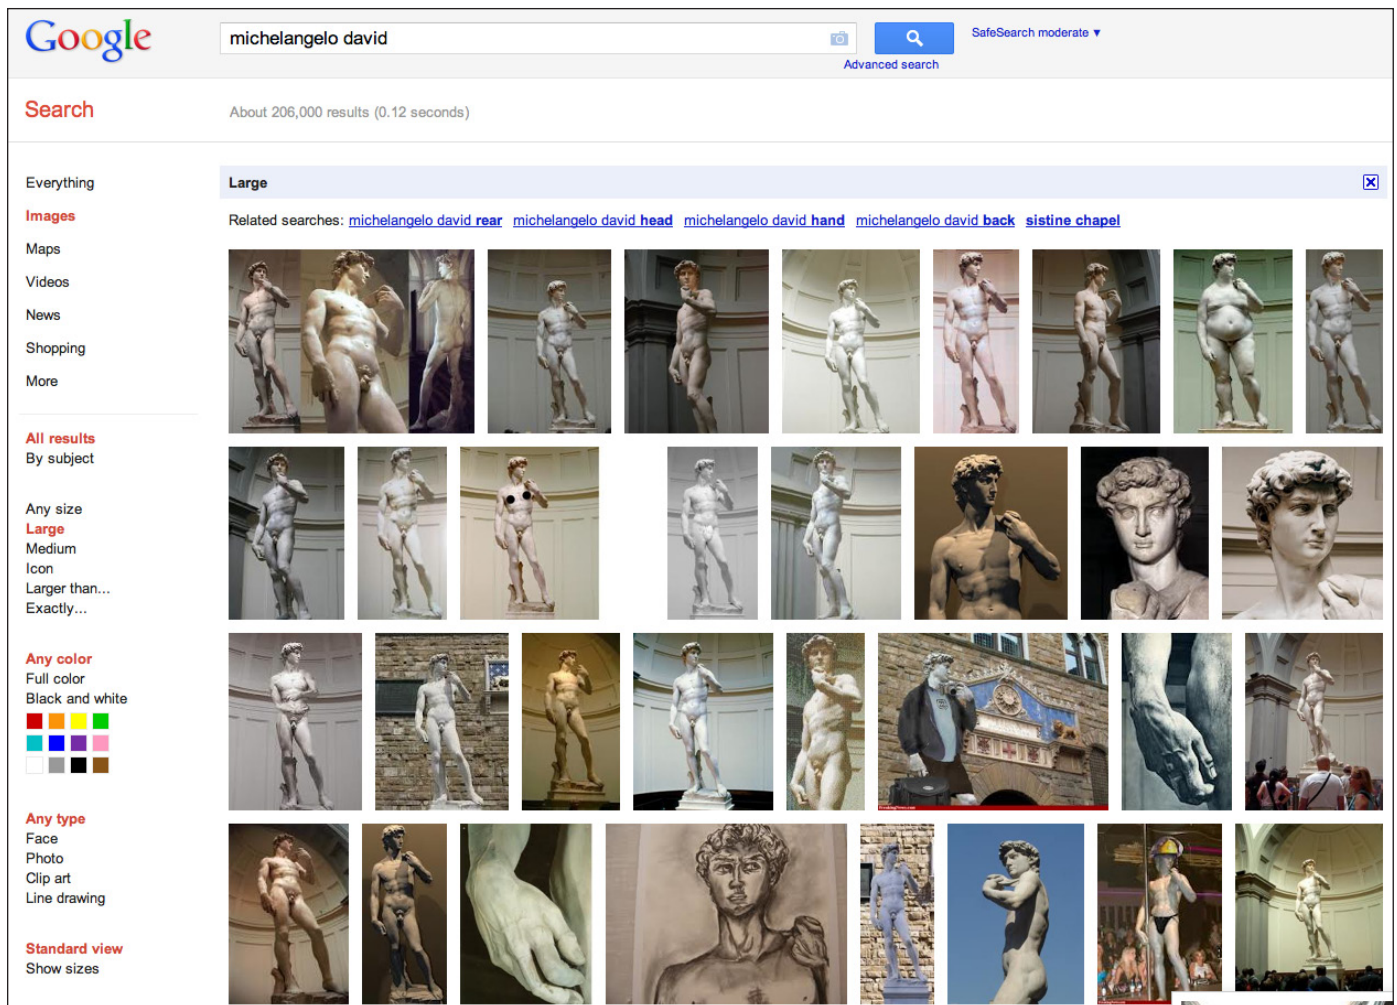 Google
michelangelo david
SafeSearch moderate ▼
Advanced search
Search
About 206,000 results (0.12 seconds)
Everything
Images
Maps
Videos
News
Shopping
More
All results
By subject
Any size
Large
Medium
Icon
Larger than...
Exactly...
Any color
Full color
Black and white
Any type
Face
Photo
Clip art
Line drawing
Standard view
Show sizes
Large
Related searches: michelangelo david rear michelangelo david head michelangelo david hand michelangelo david back sistine chapel